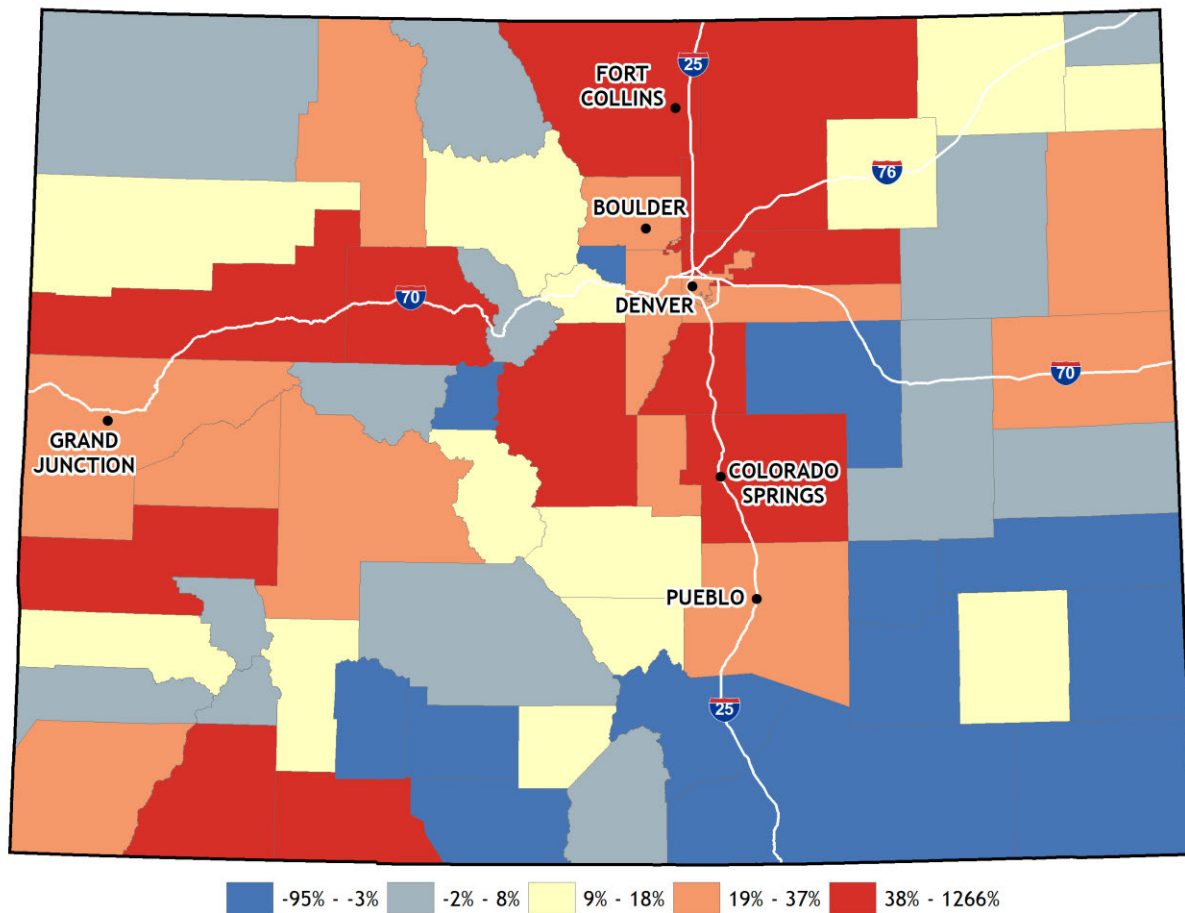 25
FORT
COLLINS
76
BOULDER
70
DENVER
70
GRAND
JUNCTION
COLORADO
SPRINGS
PUEBLO
25
-95% - -3%
-2% - 8%
9% - 18%
19% - 37%
38% - 1266%